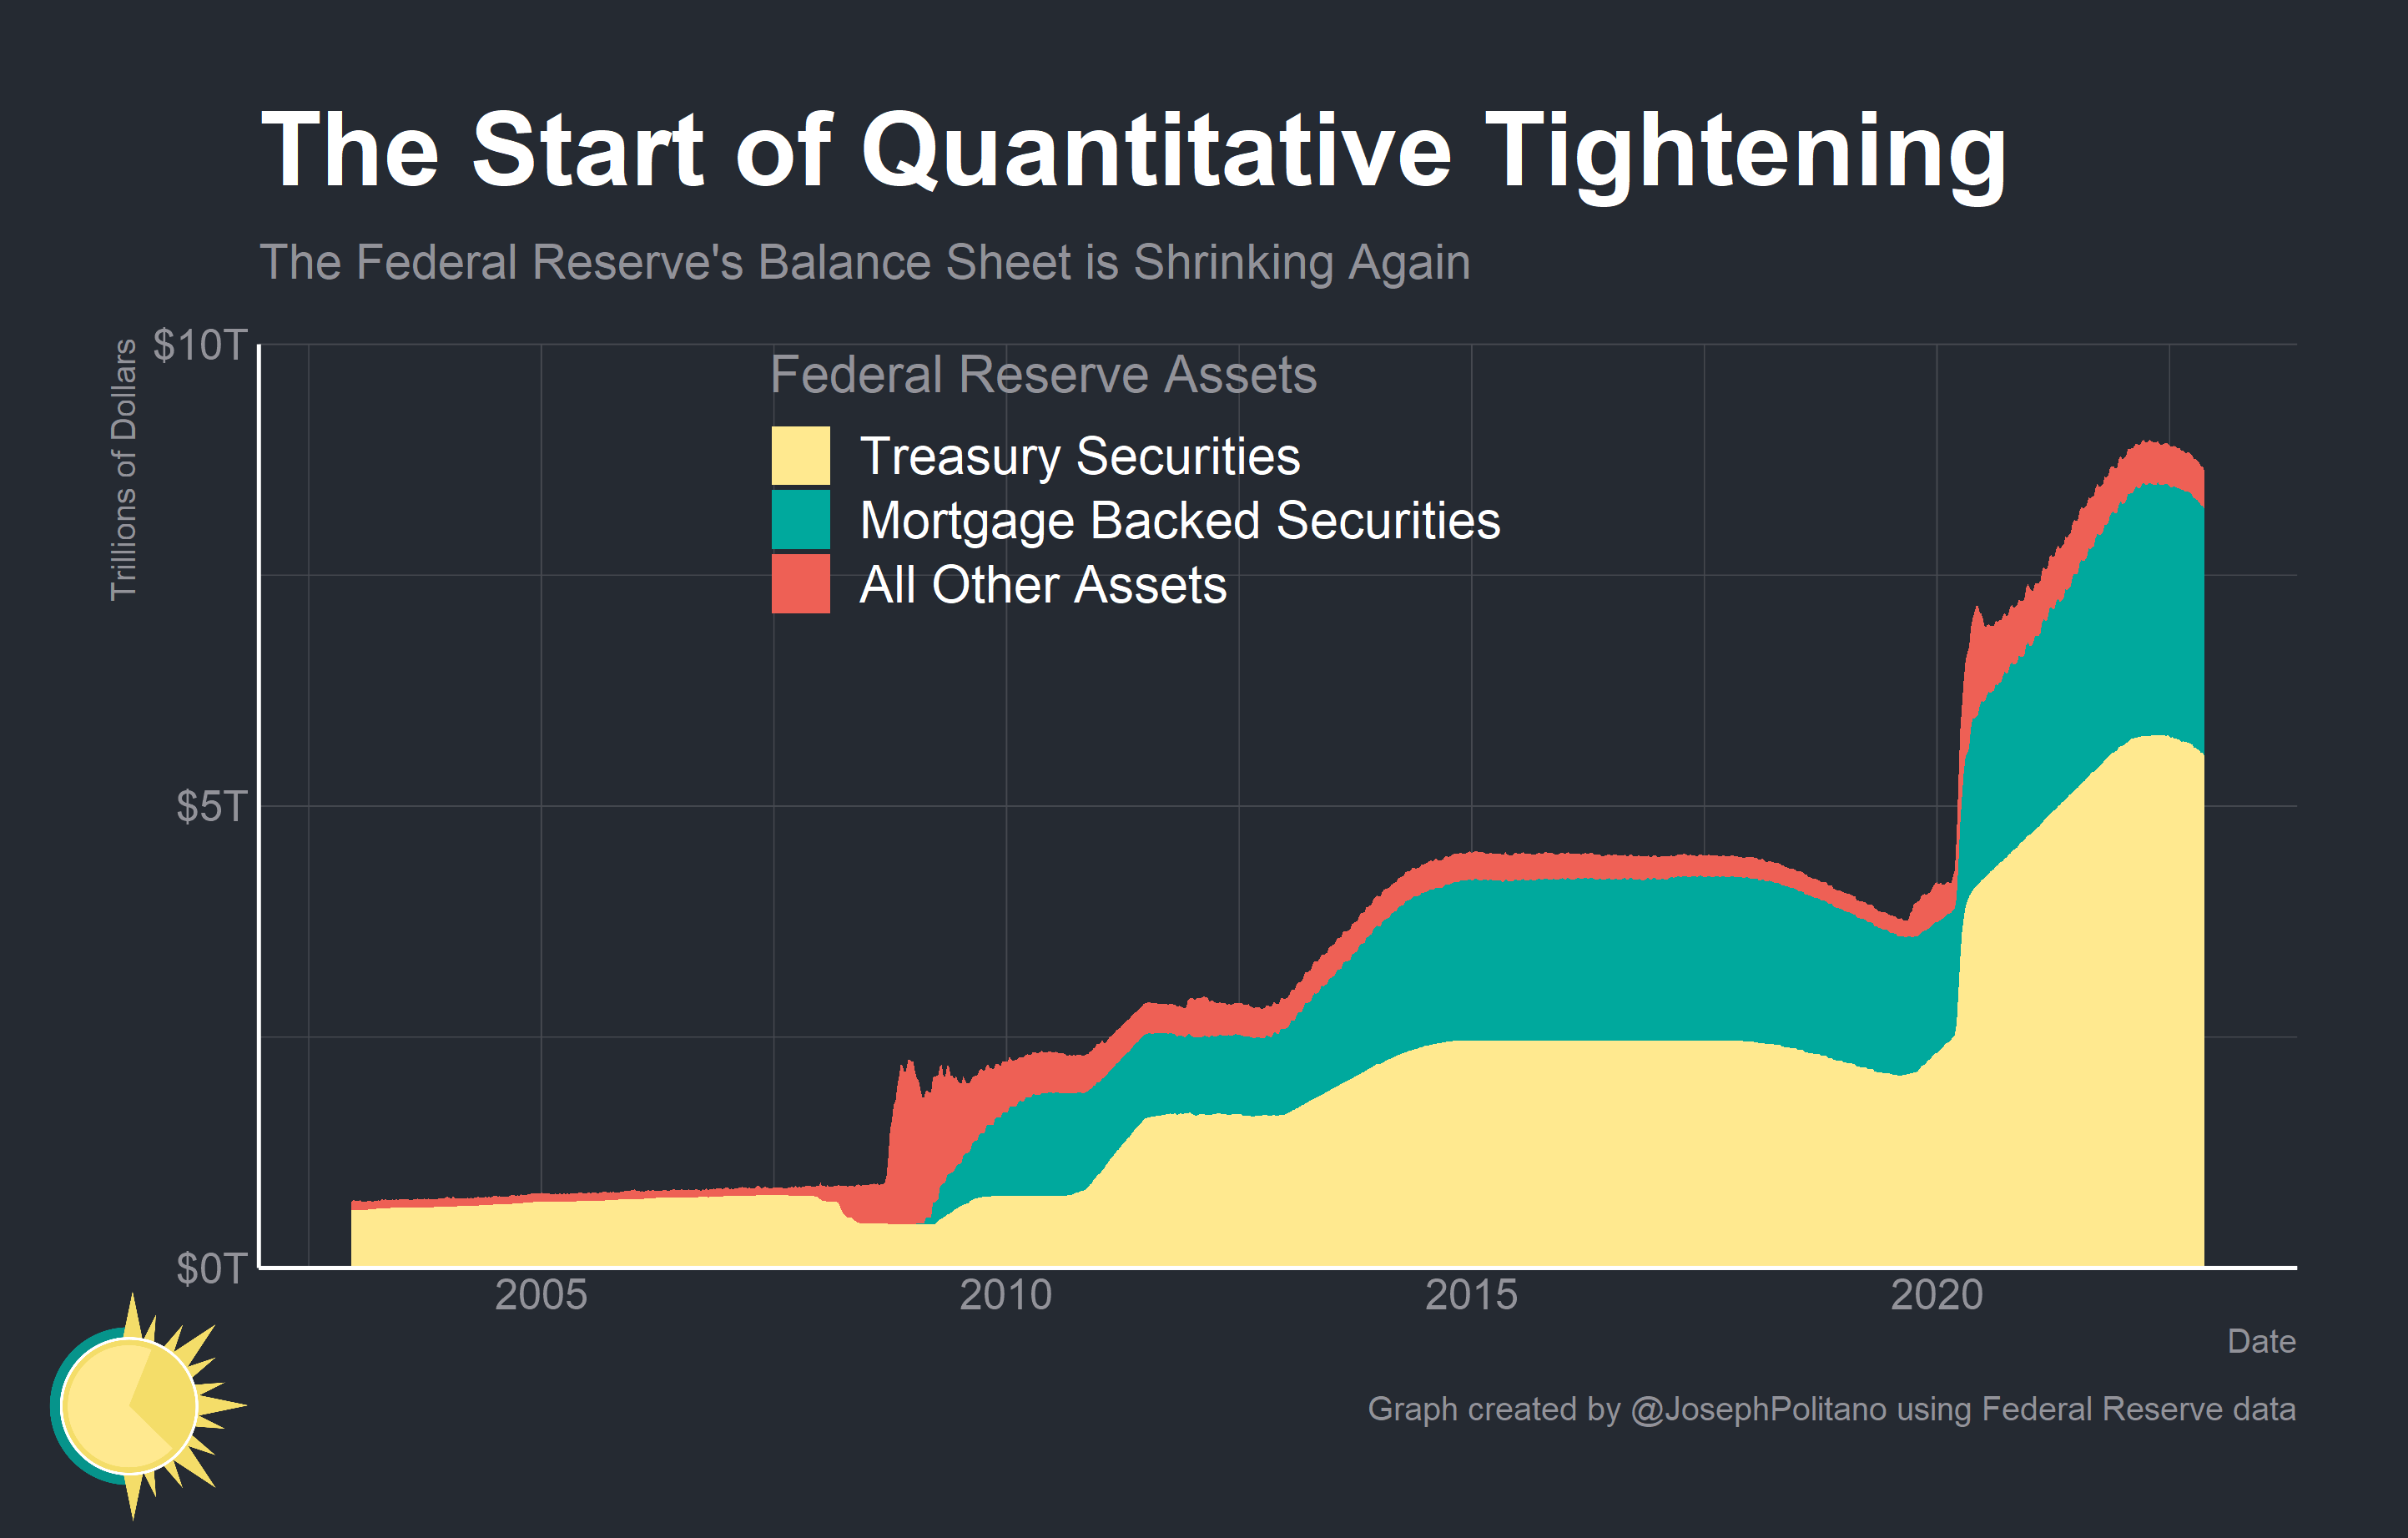 The Start of Quantitative Tightening
The Federal Reserve's Balance Sheet is Shrinking Again
Trillions of Dollars
$10T
$5T
$0T
Federal Reserve Assets
Treasury Securities
Mortgage Backed Securities
All Other Assets
2005
2010
2015
2020
Date
Graph created by @JosephPolitano using Federal Reserve data